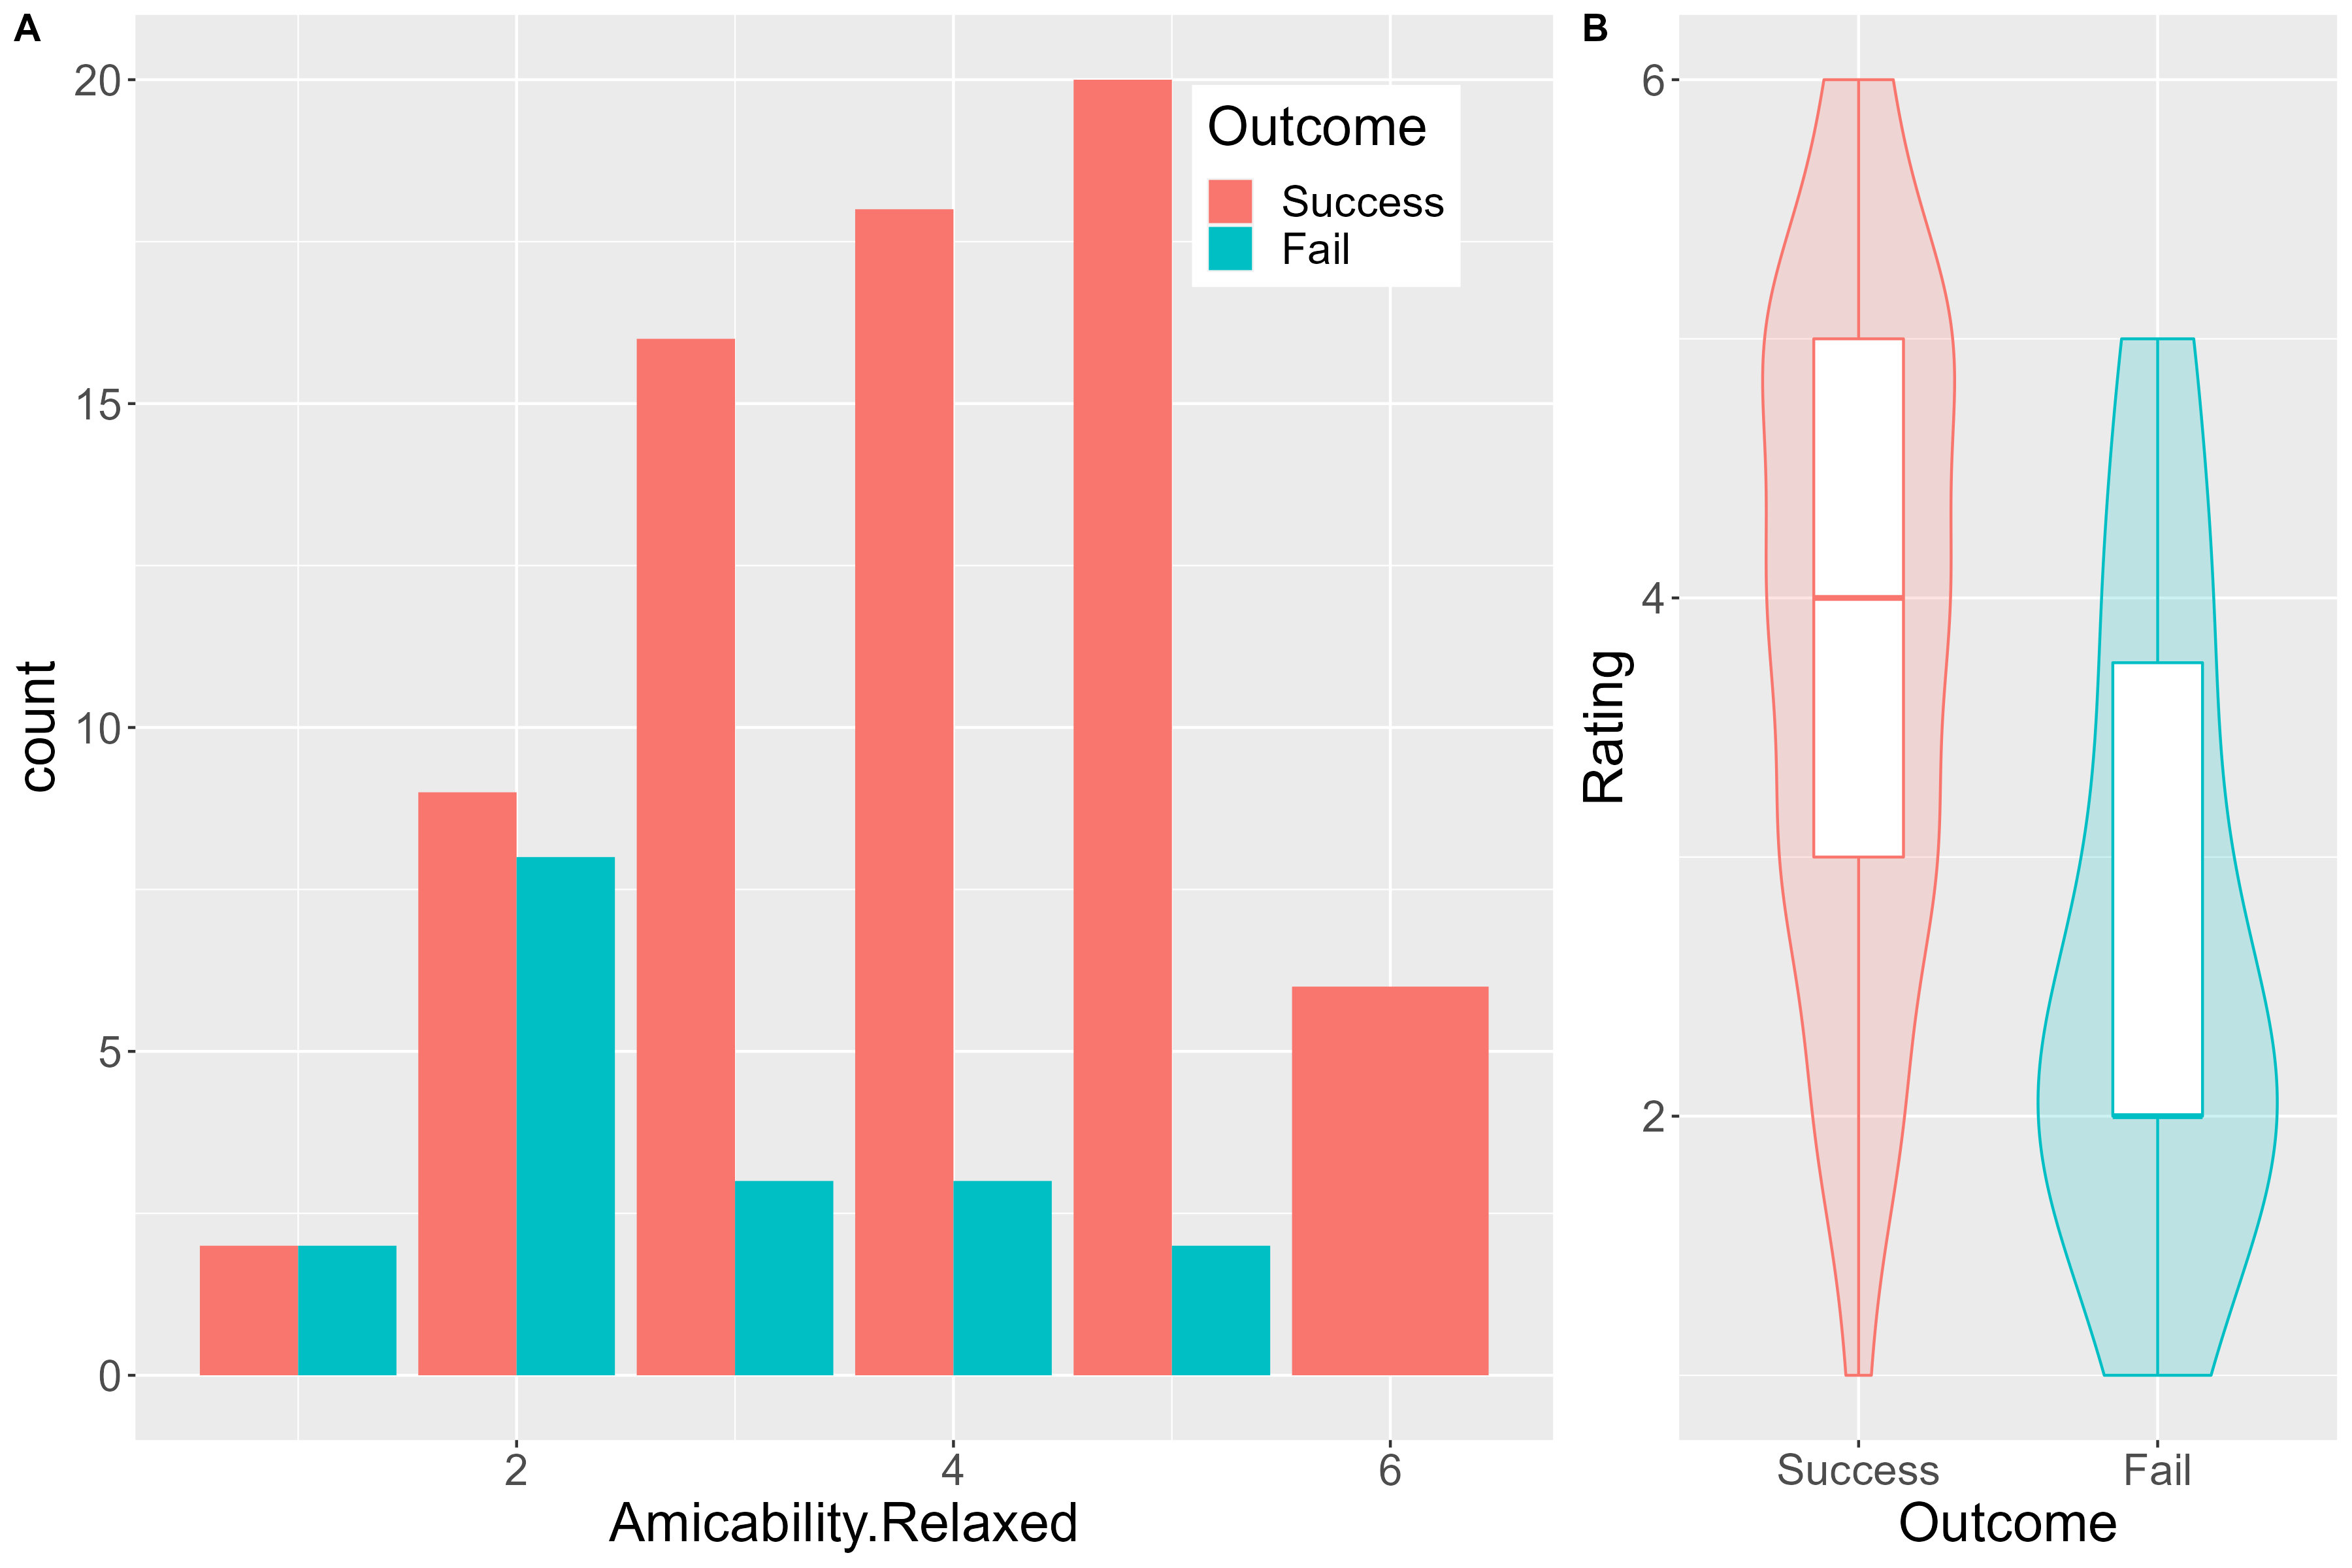 A
20
15
10
5
0
count
2
4
6
Amicability.Relaxed
Outcome
Success
Fail
B
6
4
2
Rating
Success
Fail
Outcome